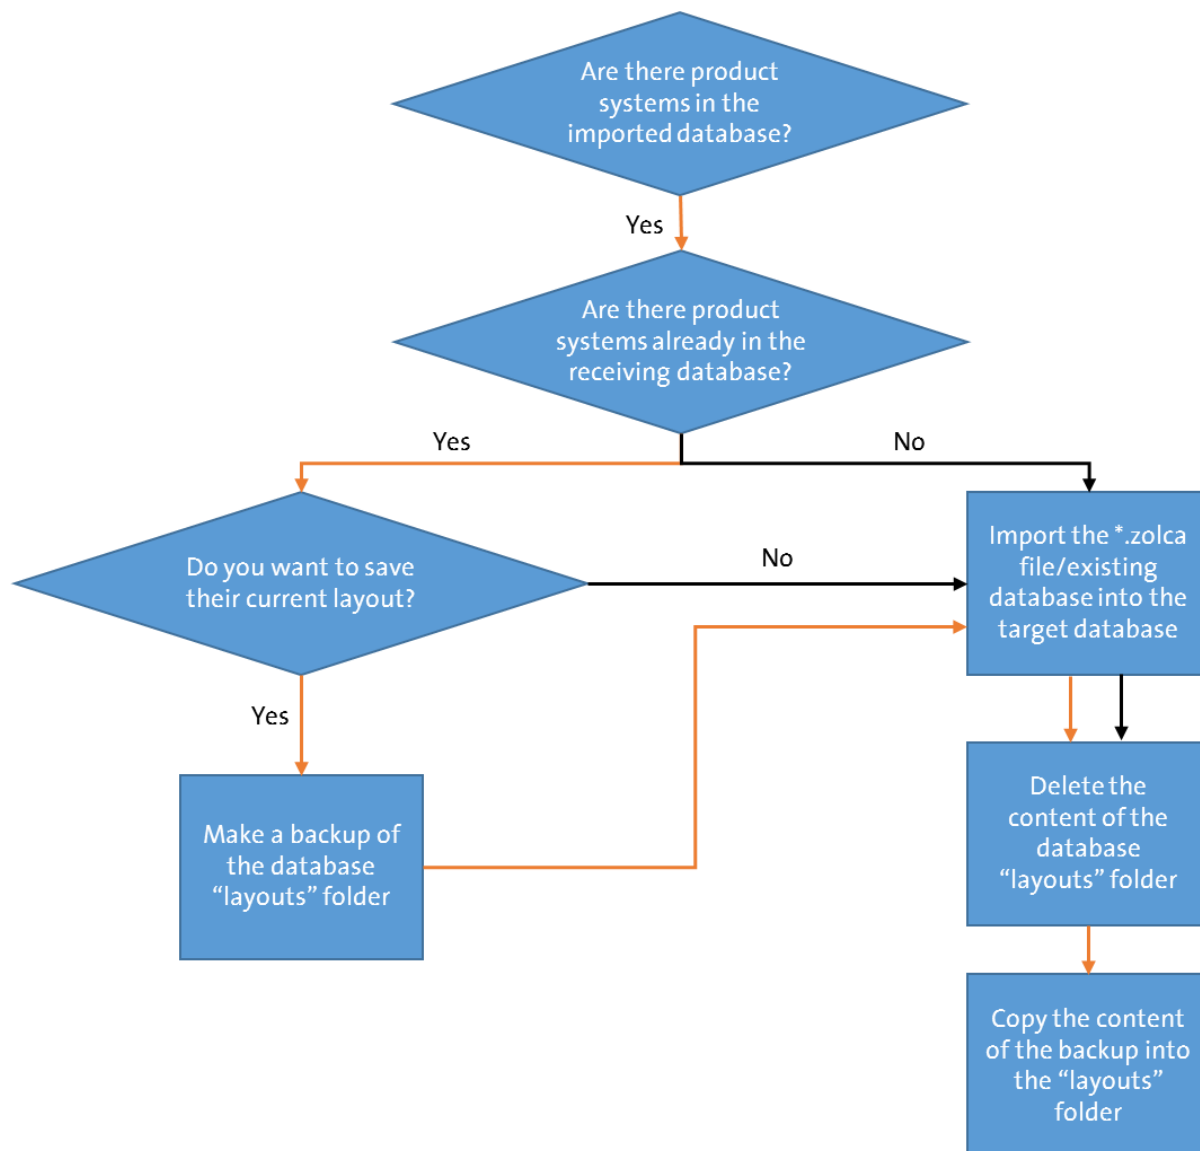 Are there product
systems in the
imported database?
Yes
Are there product
systems already in the
receiving database?
Yes
No
Do you want to save
their current layout?
No
Import the *.zolca
file/existing
database into the
target database
Yes
Make a backup of
the database
“layouts” folder
Delete the
content of the
database
“layouts” folder
Copy the content
of the backup into
the “layouts”
folder